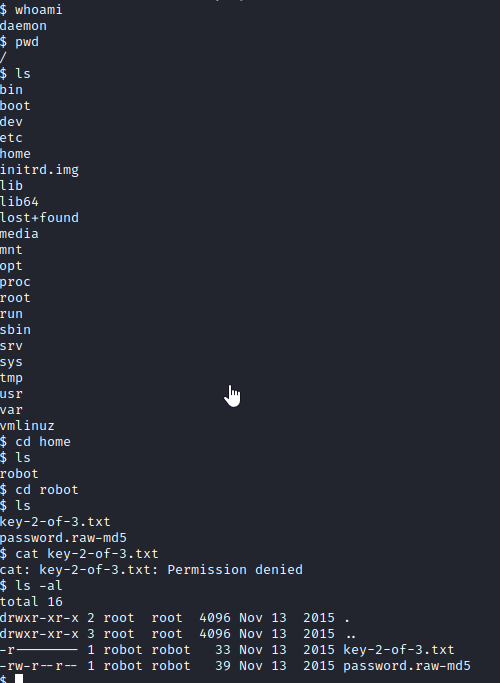 $ whoami
daemon
$ pwd
/
$ ls
bin
boot
dev
etc
home
initrd.img
lib
lib64
lost+found
media
mnt
opt
proc
root
run
sbin
srv
sys
tmp
usr
var
vmlinuz
$ cd home
$ ls
robot
$ cd robot
$ ls
key-2-of-3.txt
password.raw-md5
$ cat key-2-of-3.txt
cat: key-2-of-3.txt: Permission denied
$ ls -al
total 16
drwxr-xr-x 2 root  root  4096 Nov 13  2015 .
drwxr-xr-x 3 root  root  4096 Nov 13  2015 ..
-r-------- 1 robot robot   33 Nov 13  2015 key-2-of-3.txt
-rw-r--r-- 1 robot robot   39 Nov 13  2015 password.raw-md5
$